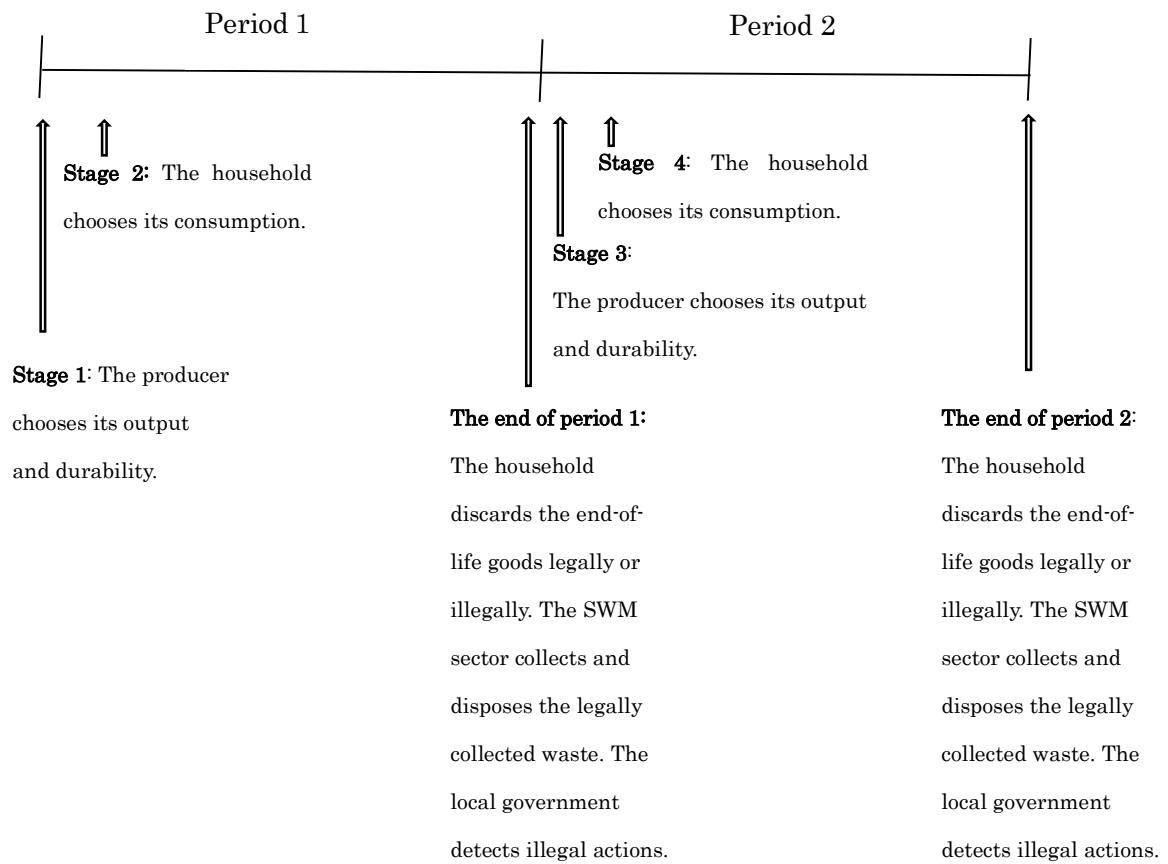 Period 1
Period 2
Stage 2: The household
chooses its consumption.
Stage 4: The household
chooses its consumption.
Stage 3:
The producer chooses its output
and durability.
Stage 1: The producer
chooses its output
and durability.
The end of period 1:
The household
discards the end-of-
life goods legally or
illegally. The SWM
sector collects and
disposes the legally
collected waste. The
local government
detects illegal actions.
The end of period 2:
The household
discards the end-of-
life goods legally or
illegally. The SWM
sector collects and
disposes the legally
collected waste. The
local government
detects illegal actions.